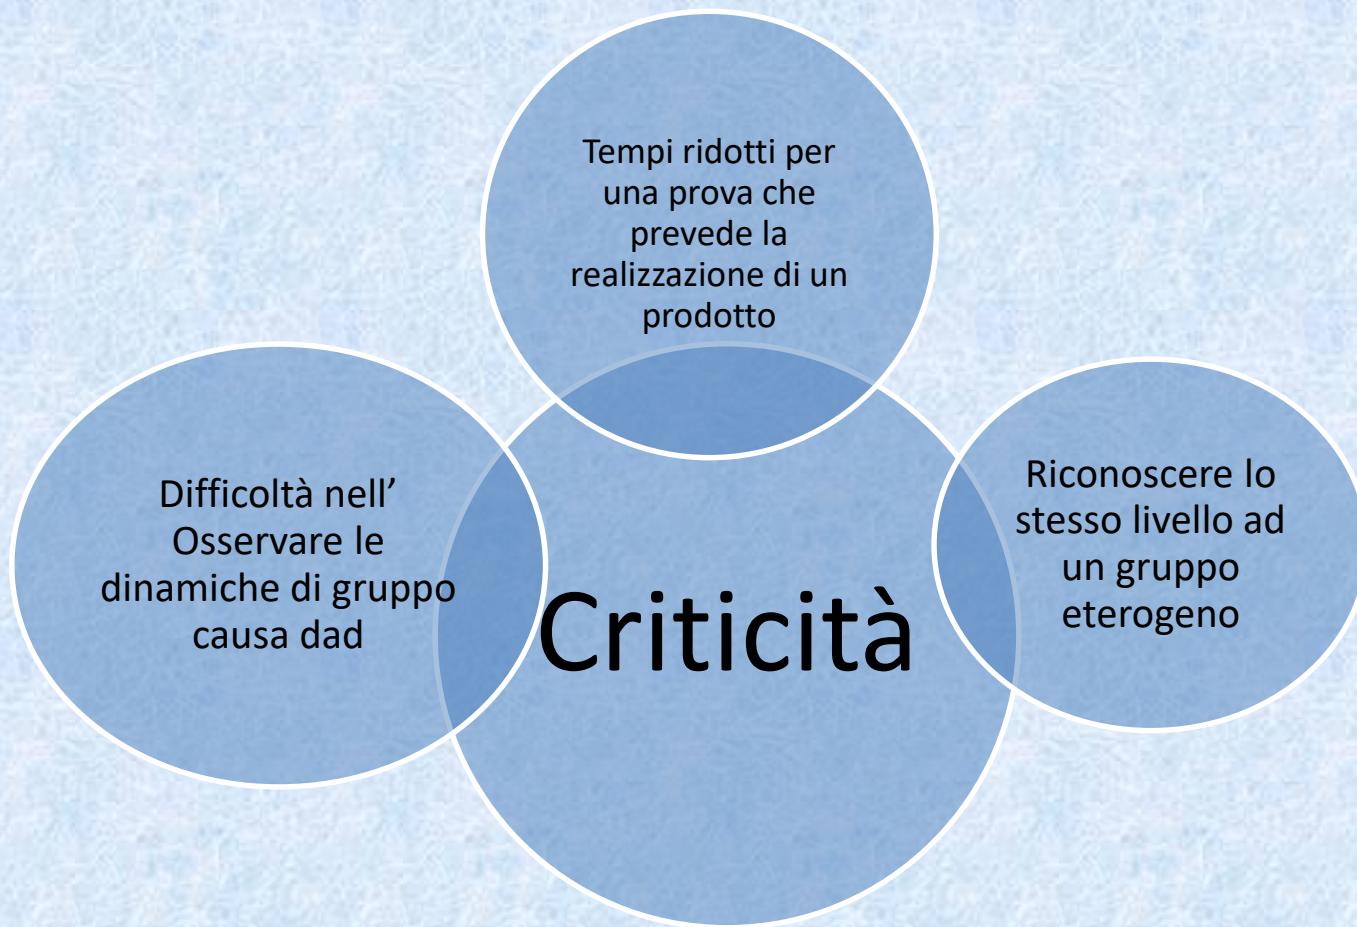 Tempi ridotti per
una prova che
prevede la
realizzazione di un
prodotto
Difficoltà nell'
Osservare le
dinamiche di gruppo
causa dad
Criticità
Riconoscere lo
stesso livello ad
un gruppo
eterogeno